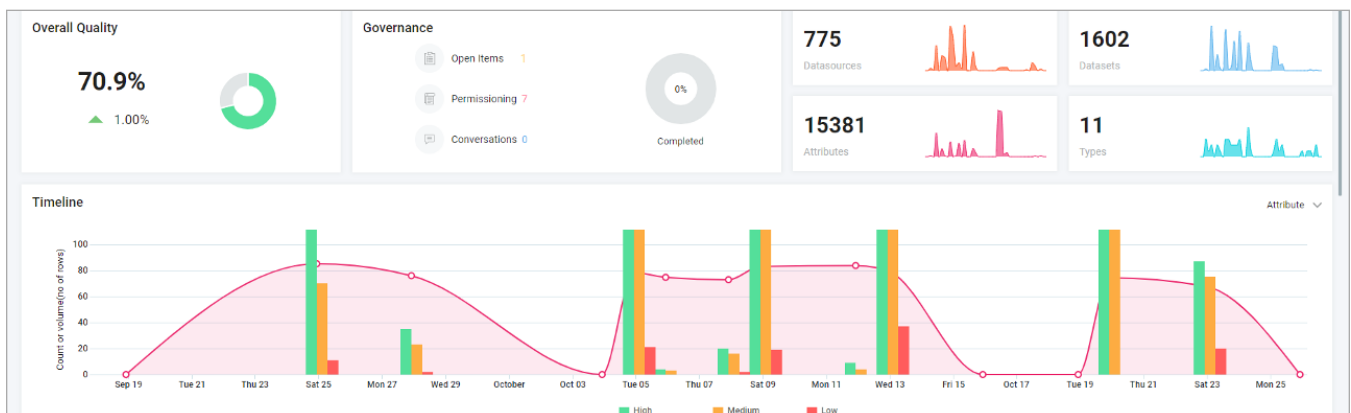 Overall Quality
70.9%
1.00%
Governance
Open Items 1
Permissioning 7
Conversations 0
0%
Completed
775
Datasources
1602
Datasets
15381
Attributes
11
Types
Timeline
Attribute
Count or volume(no of rows)
100
80
60
40
20
0
Sep 19 Tue 21 Thu 23 Sat 25 Mon 27 Wed 29 October Oct 03 Tue 05 Thu 07 Sat 09 Mon 11 Wed 13 Fri 15 Oct 17 Tue 19 Thu 21 Sat 23 Mon 25
High Medium Low